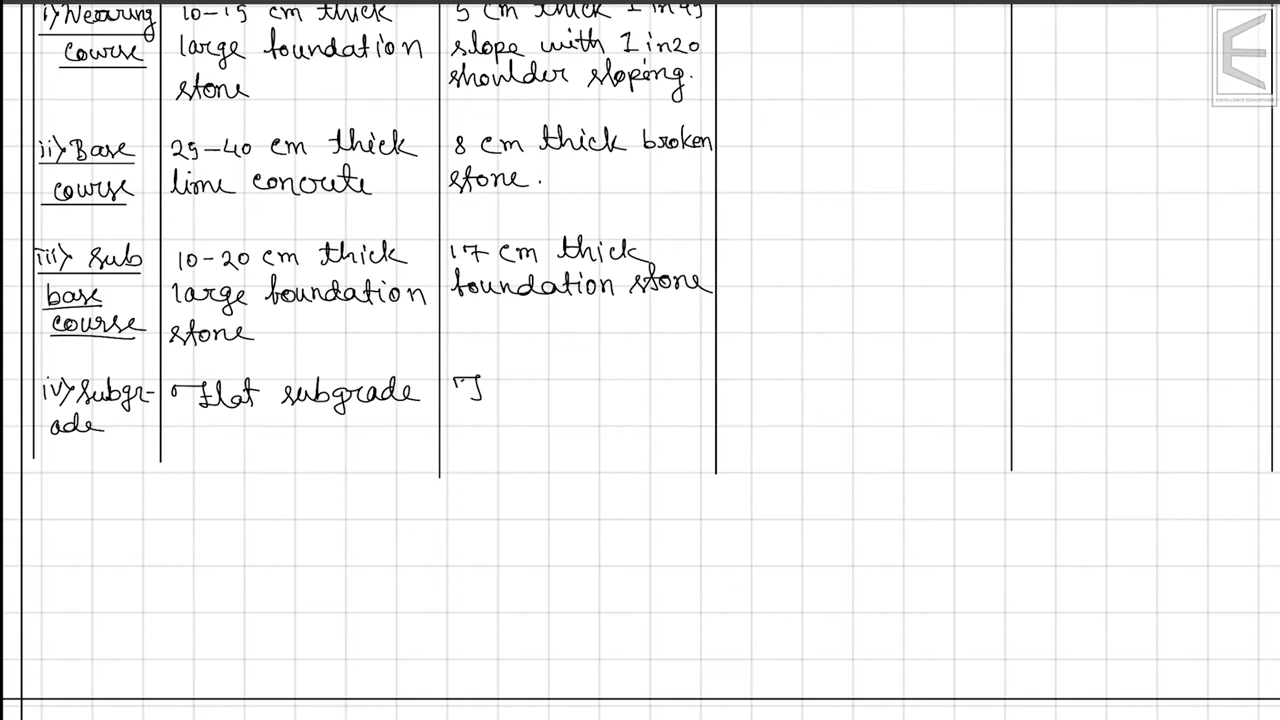 i) Wearing course
10-15 cm thick
large foundation
stone
5 cm thick 1 in 45
slope with 1 in 20
shoulder sloping.
ii) Base
course
25-40 cm thick
lime concrete
8 cm thick broken
stone.
iii) Sub
base
course
10-20 cm thick
large foundation
stone
17 cm thick
foundation stone
iv) Subgr-
ade
Flat subgrade
EXCELLENCE EDUCATION